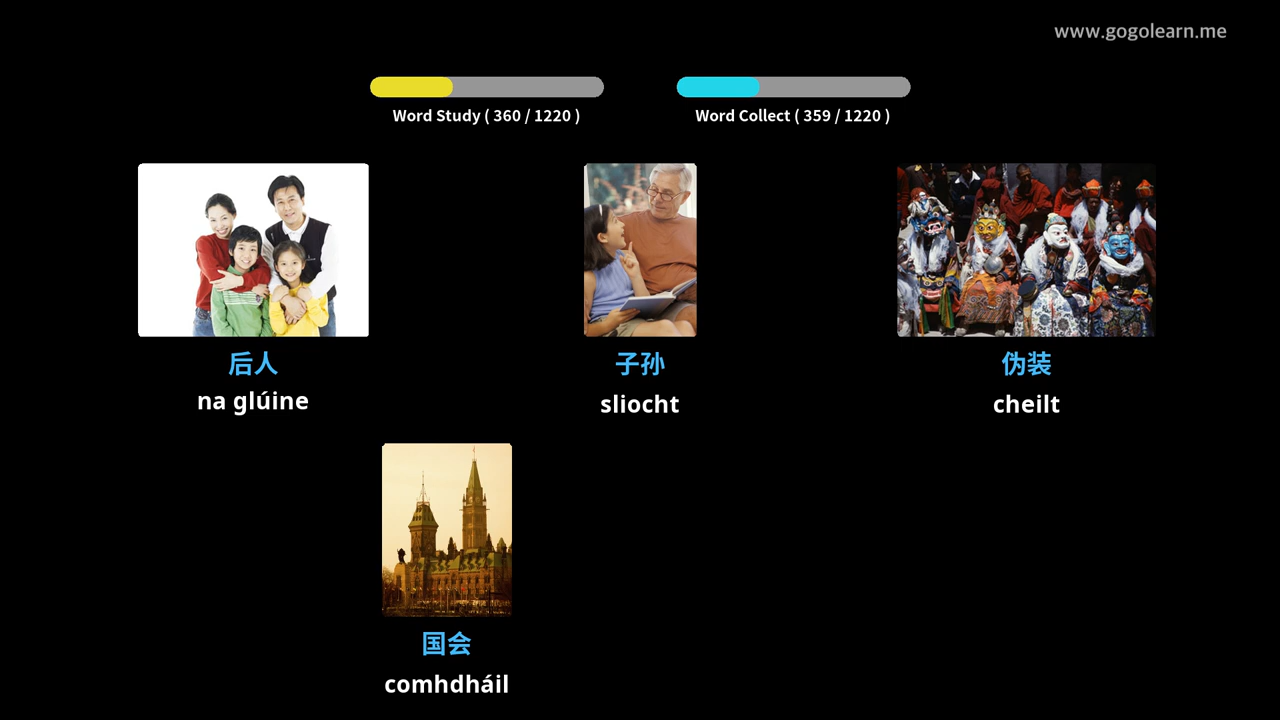 www.gogolearn.me
Word Study ( 360 / 1220 )
Word Collect ( 359 / 1220 )
后人
na glúine
子孙
sliocht
伪装
cheilt
国会
comhdháil